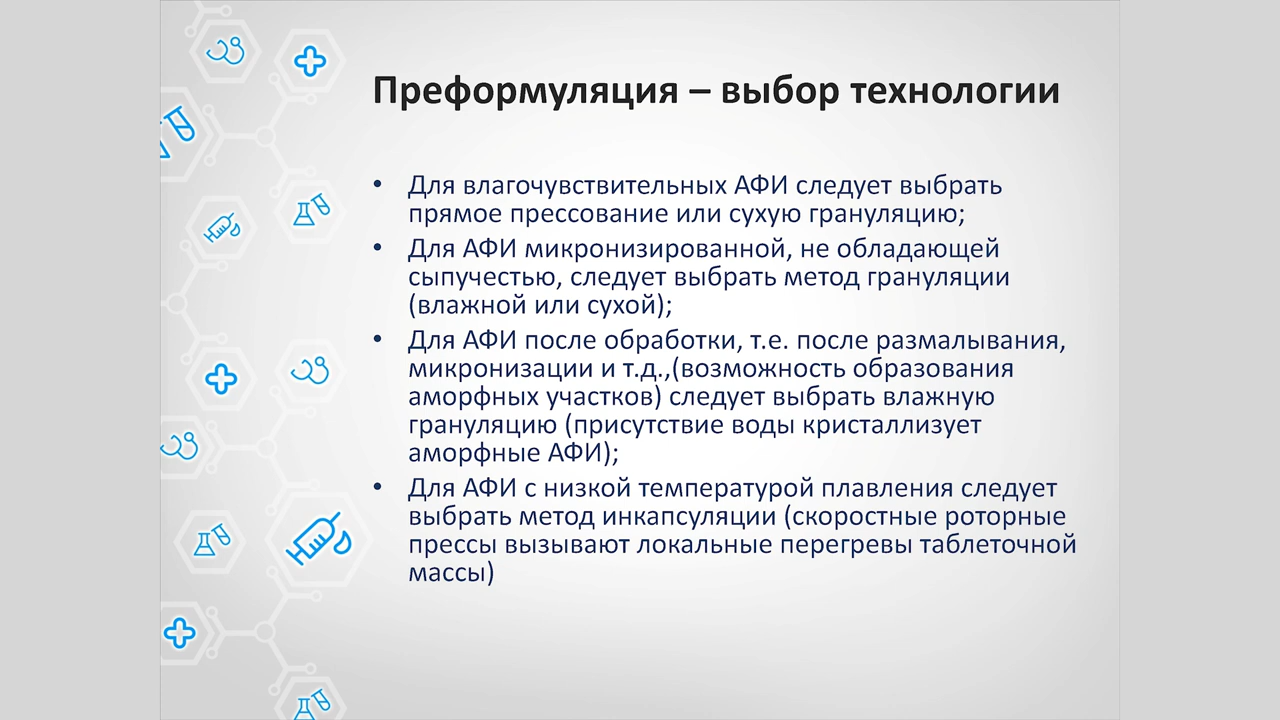 Преформуляция – выбор технологии
• Для влагочувствительных АФИ следует выбрать
прямое прессование или сухую грануляцию;
• Для АФИ микронизированной, не обладающей
сыпучестью, следует выбрать метод грануляции
(влажной или сухой);
• Для АФИ после обработки, т.е. после размалывания,
микронизации и т.д.,(возможность образования
аморфных участков) следует выбрать влажную
грануляцию (присутствие воды кристаллизует
аморфные АФИ);
• Для АФИ с низкой температурой плавления следует
выбрать метод инкапсуляции (скоростные роторные
прессы вызывают локальные перегревы таблеточной
массы)